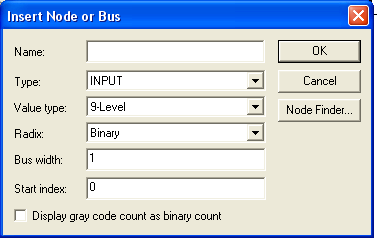 Insert Node or Bus
Name:
OK
Type: INPUT
Cancel
Value type: 9-Level
Node Finder...
Radix: Binary
Bus width: 1
Start index: 0
Display gray code count as binary count